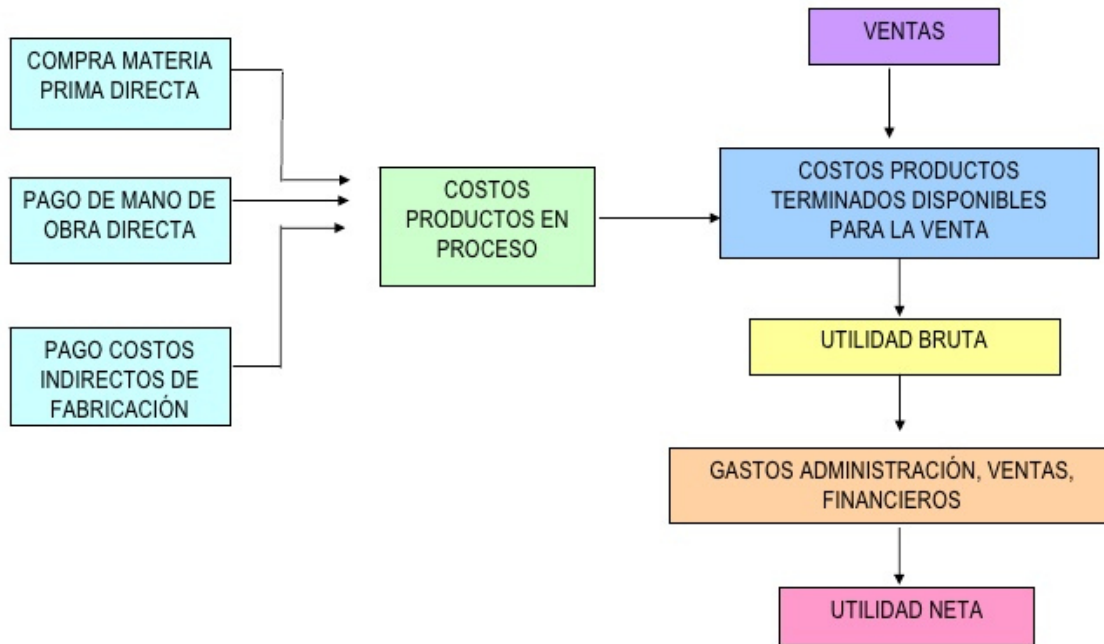 COMPRA MATERIA
PRIMA DIRECTA
PAGO DE MANO DE
OBRA DIRECTA
PAGO COSTOS
INDIRECTOS DE
FABRICACIÓN
COSTOS
PRODUCTOS EN
PROCESO
VENTAS
COSTOS PRODUCTOS
TERMINADOS DISPONIBLES
PARA LA VENTA
UTILIDAD BRUTA
GASTOS ADMINISTRACIÓN, VENTAS,
FINANCIEROS
UTILIDAD NETA